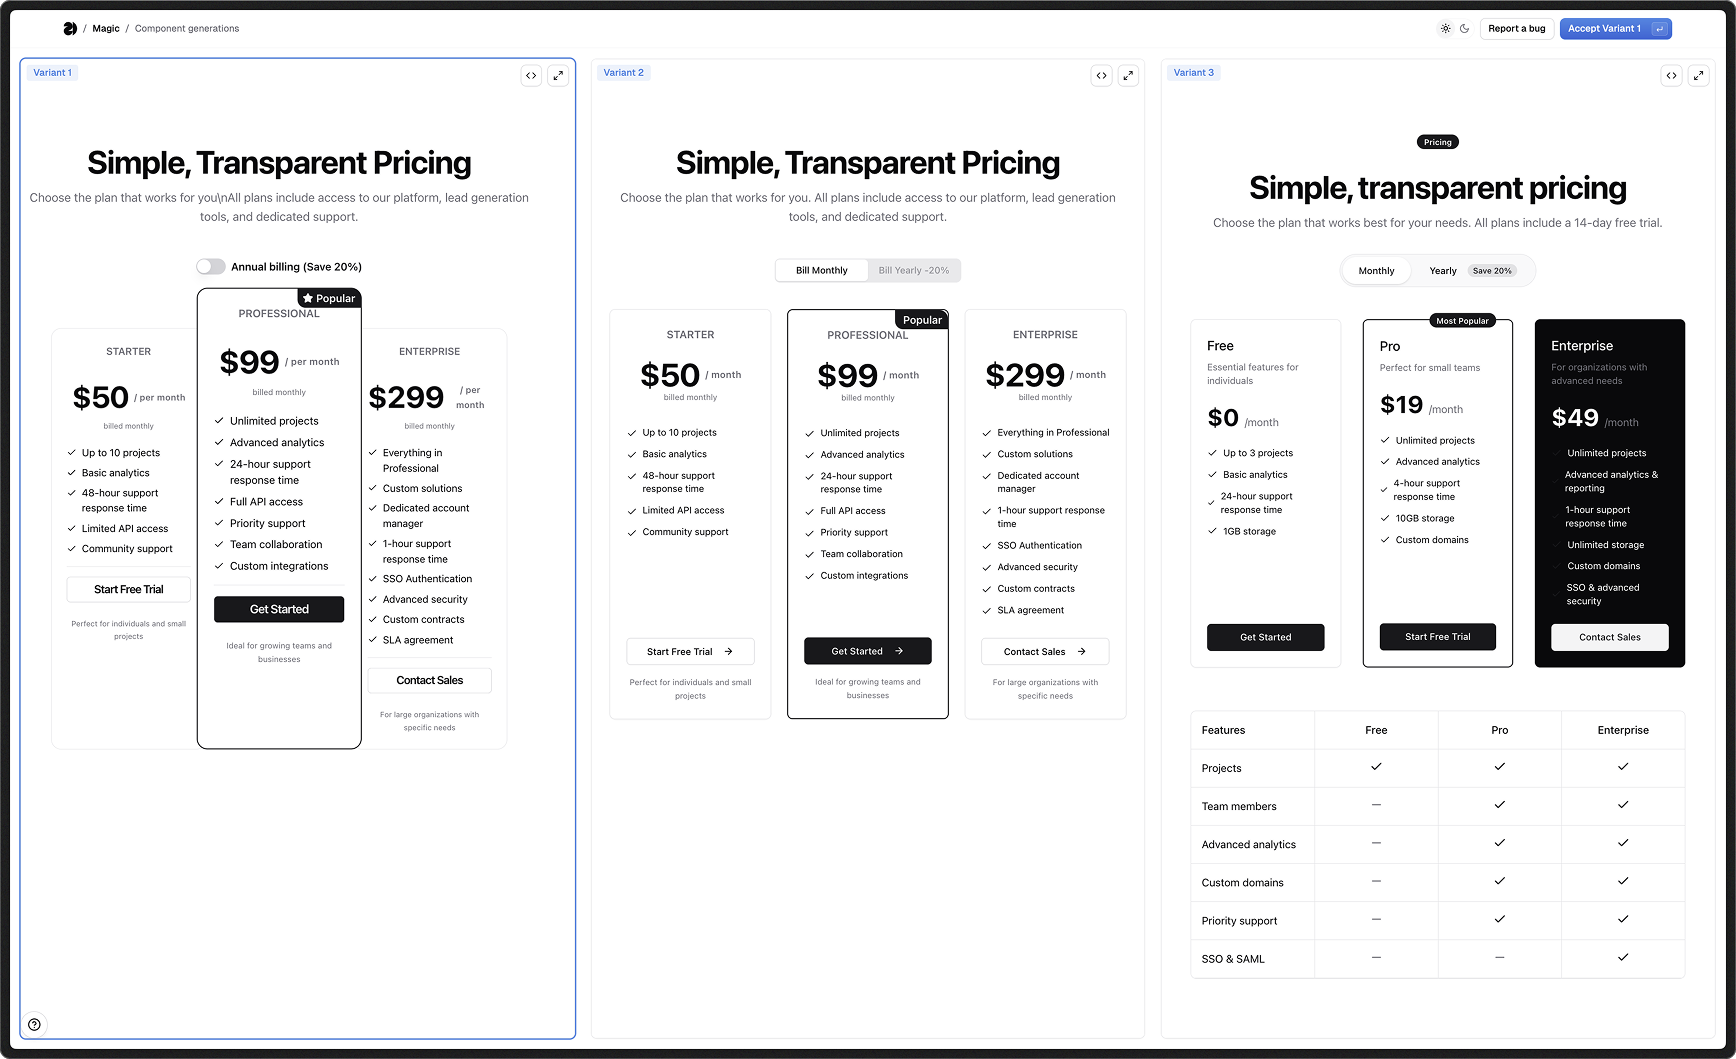 / Magic / Component generations
Report a bug
Accept Variant 1
Variant 1
Simple, Transparent Pricing
Choose the plan that works for you\nAll plans include access to our platform, lead generation
tools, and dedicated support.
Annual billing (Save 20%)
STARTER
$50 / per month
billed monthly
Up to 10 projects
Basic analytics
48-hour support
response time
Limited API access
Community support
Start Free Trial
Perfect for individuals and small
projects
Popular
PROFESSIONAL
$99 / per month
billed monthly
Unlimited projects
Advanced analytics
24-hour support
response time
Full API access
Priority support
Team collaboration
Custom integrations
Get Started
Ideal for growing teams and
businesses
ENTERPRISE
$299 / per
month
billed monthly
Everything in
Professional
Custom solutions
Dedicated account
manager
1-hour support
response time
SSO Authentication
Advanced security
Custom contracts
SLA agreement
Contact Sales
For large organizations with
specific needs
Variant 2
Simple, Transparent Pricing
Choose the plan that works for you. All plans include access to our platform, lead generation
tools, and dedicated support.
Bill Monthly
Bill Yearly -20%
STARTER
$50 / month
billed monthly
Up to 10 projects
Basic analytics
48-hour support
response time
Limited API access
Community support
Start Free Trial
Perfect for individuals and small
projects
Popular
PROFESSIONAL
$99 / month
billed monthly
Unlimited projects
Advanced analytics
24-hour support
response time
Full API access
Priority support
Team collaboration
Custom integrations
Get Started
Ideal for growing teams and
businesses
ENTERPRISE
$299 / month
billed monthly
Everything in Professional
Custom solutions
Dedicated account
manager
1-hour support response
time
SSO Authentication
Advanced security
Custom contracts
SLA agreement
Contact Sales
For large organizations with
specific needs
Variant 3
Pricing
Simple, transparent pricing
Choose the plan that works best for your needs. All plans include a 14-day free trial.
Monthly
Yearly Save 20%
Free
Essential features for
individuals
$0 /month
Up to 3 projects
Basic analytics
24-hour support
response time
1GB storage
Get Started
Most Popular
Pro
Perfect for small teams
$19 /month
Unlimited projects
Advanced analytics
4-hour support
response time
10GB storage
Custom domains
Start Free Trial
Enterprise
For organizations with
advanced needs
$49 /month
Unlimited projects
Advanced analytics &
reporting
1-hour support
response time
Unlimited storage
Custom domains
SSO & advanced
security
Contact Sales
Features Free Pro Enterprise
Projects
Team members
Advanced analytics
Custom domains
Priority support
SSO & SAML